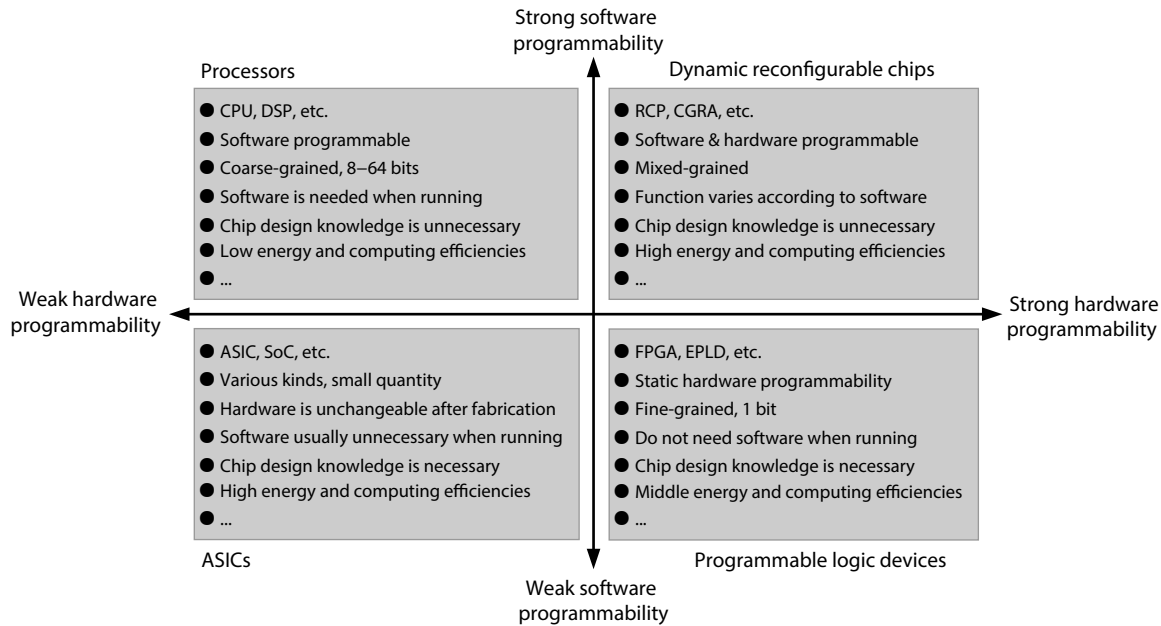 Strong software
programmability
Processors
● CPU, DSP, etc.
● Software programmable
● Coarse-grained, 8–64 bits
● Software is needed when running
● Chip design knowledge is unnecessary
● Low energy and computing efficiencies
● ...
Dynamic reconfigurable chips
● RCP, CGRA, etc.
● Software & hardware programmable
● Mixed-grained
● Function varies according to software
● Chip design knowledge is unnecessary
● High energy and computing efficiencies
● ...
Weak hardware
programmability
Strong hardware
programmability
● ASIC, SoC, etc.
● Various kinds, small quantity
● Hardware is unchangeable after fabrication
● Software usually unnecessary when running
● Chip design knowledge is necessary
● High energy and computing efficiencies
● ...
ASICs
● FPGA, EPLD, etc.
● Static hardware programmability
● Fine-grained, 1 bit
● Do not need software when running
● Chip design knowledge is necessary
● Middle energy and computing efficiencies
● ...
Programmable logic devices
Weak software
programmability